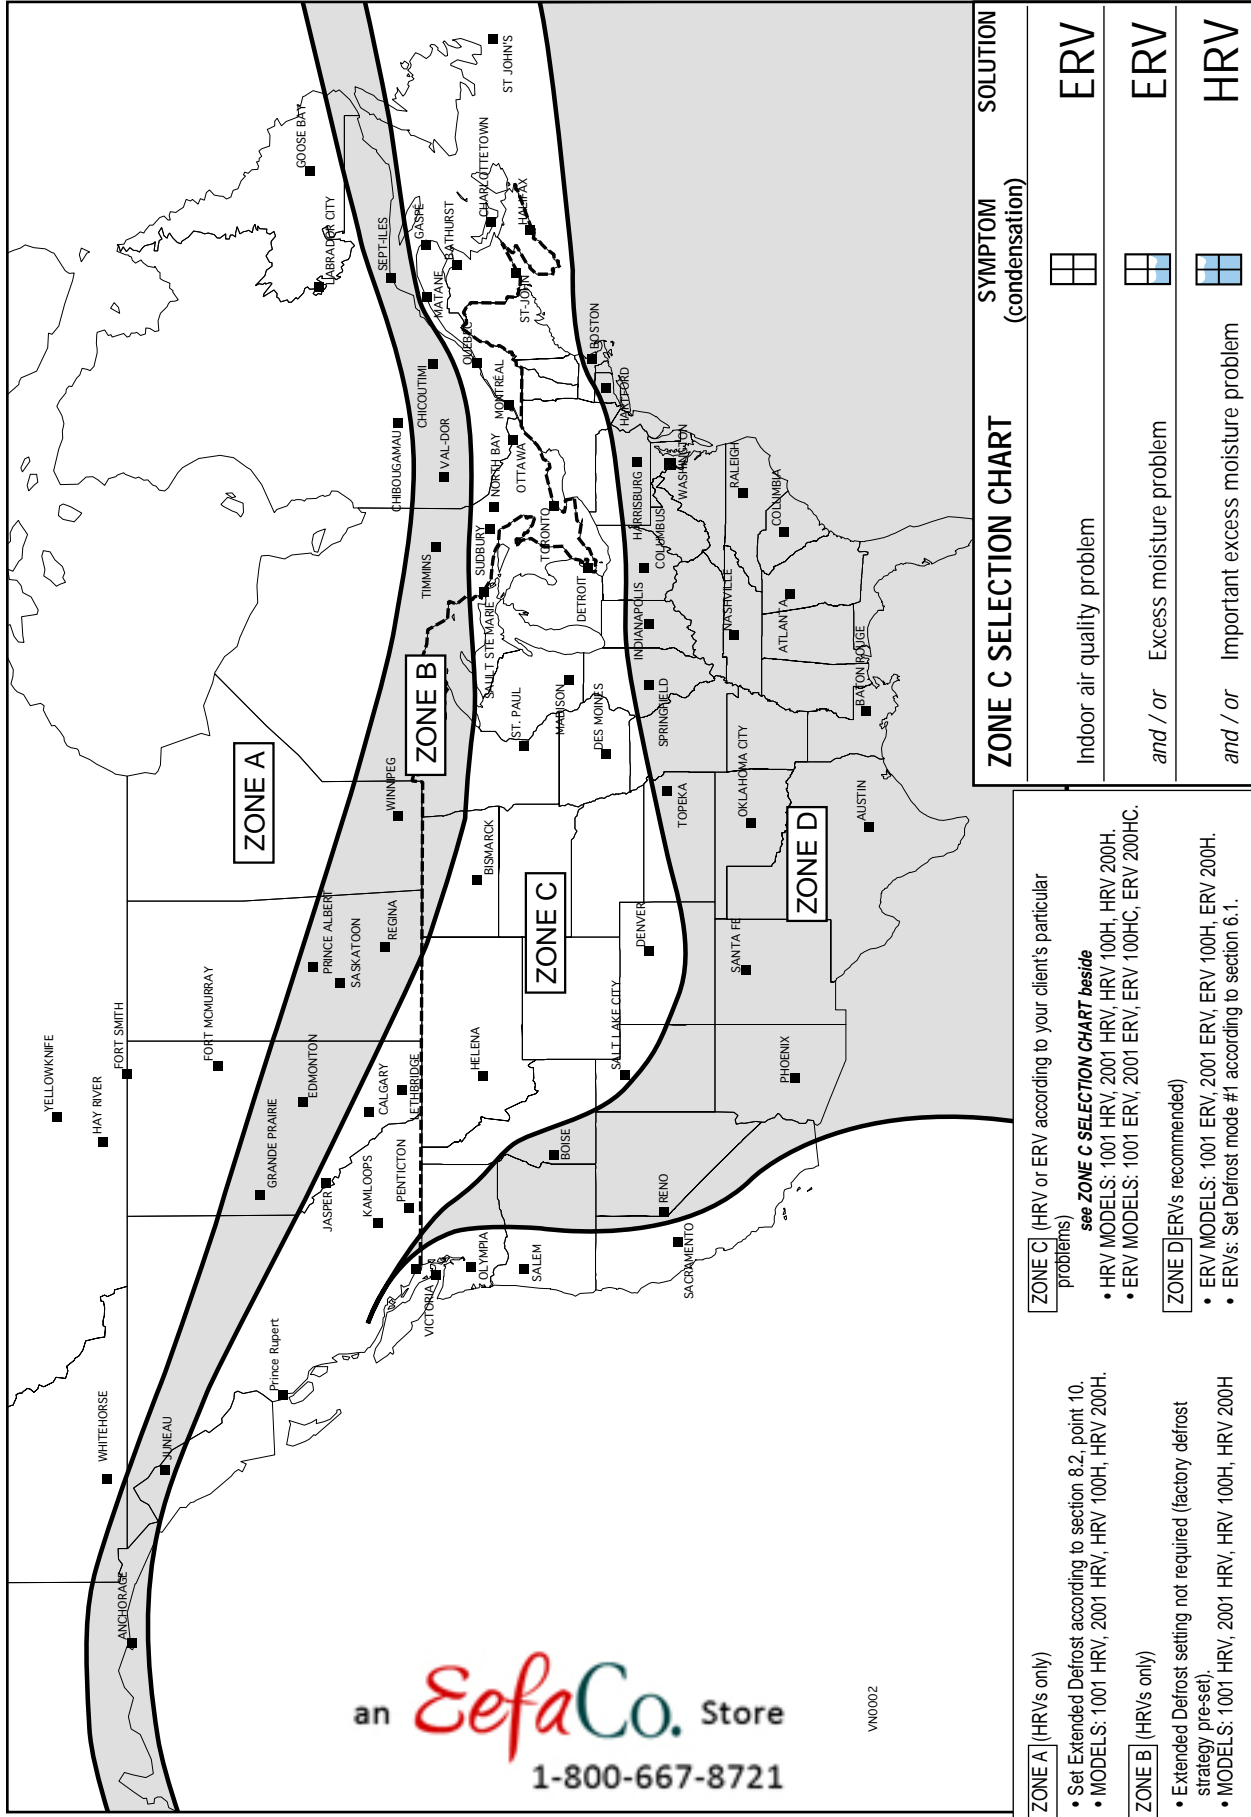 ZONE A
ZONE B
ZONE C
ZONE D
YELLOWKNIFE
HAY RIVER
FORT SMITH
FORT MCMURRAY
WHITEHORSE
JUNEAU
ANCHORAGE
Prince Rupert
GRANDE PRAIRIE
EDMONTON
JASPER
KAMLOOPS
PENTICTON
CALGARY
LETHBRIDGE
PRINCE ALBERT
SASKATOON
REGINA
WINNIPEG
VICTORIA
OLYMPIA
SALEM
BOISE
HELENA
BISMARCK
ST. PAUL
MADISON
DES MOINES
SAULT STE MARIE
SUDBURY
NORTH BAY
TIMMINS
VAL-DOR
CHIBOUGAMAU
CHICOUTIMI
SEPT-ILES
LABRADOR CITY
GOOSE BAY
GASPÉ
MATANE
BATHURST
QUEBEC
MONTRÉAL
OTTAWA
TORONTO
DETROIT
ST-JOHN
CHARLOTTETOWN
HALIFAX
ST JOHN'S
BOSTON
HARTFORD
HARRISBURG
WASHINGTON
COLUMBUS
INDIANAPOLIS
SPRINGFIELD
TOPEKA
DENVER
SALT LAKE CITY
RENO
SACRAMENTO
PHOENIX
SANTA FE
OKLAHOMA CITY
AUSTIN
BATON ROUGE
NASHVILLE
ATLANTA
COLUMBIA
RALEIGH
VN0002
an EefaCo. Store
1-800-667-8721
ZONE A (HRVs only)
• Set Extended Defrost according to section 8.2, point 10.
• MODELS: 1001 HRV, 2001 HRV, HRV 100H, HRV 200H.
ZONE B (HRVs only)
• Extended Defrost setting not required (factory defrost
strategy pre-set).
• MODELS: 1001 HRV, 2001 HRV, HRV 100H, HRV 200H
ZONE C (HRV or ERV according to your client's particular
problems)
see ZONE C SELECTION CHART beside
• HRV MODELS: 1001 HRV, 2001 HRV, HRV 100H, HRV 200H.
• ERV MODELS: 1001 ERV, 2001 ERV, ERV 100HC, ERV 200HC.
ZONE D ERVs recommended)
• ERV MODELS: 1001 ERV, 2001 ERV, ERV 100H, ERV 200H.
• ERVs: Set Defrost mode #1 according to section 6.1.
ZONE C SELECTION CHART SYMPTOM SOLUTION
(condensation)
Indoor air quality problem ERV
and / or Excess moisture problem ERV
and / or Important excess moisture problem HRV